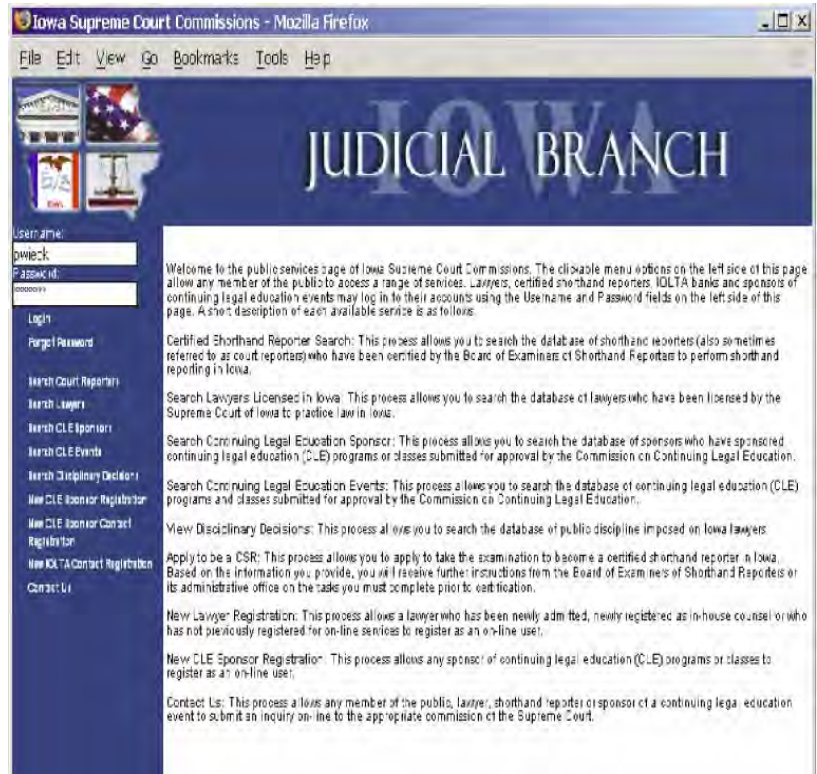 Iowa Supreme Court Commissions - Mozilla Firefox
File Edit View Go Bookmarks Tools Help
IOWA
JUDICIAL BRANCH
Username:
pwieck
Password:
*******
Login
Forgot Password
Search Court Reporters
Search Lawyers
Search CLE Sponsors
Search CLE Events
Search Disciplinary Decisions
New CLE Sponsor Registration
New CLE Sponsor Contact
Registration
New IOLTA Contact Registration
Contact Us
Welcome to the public services page of Iowa Supreme Court Commissions. The clickable menu options on the left side of this page
allow any member of the public to access a range of services. Lawyers, certified shorthand reporters, IOLTA banks and sponsors of
continuing legal education events may log in to their accounts using the Username and Password fields on the left side of this
page. A short description of each available service is as follows:
Certified Shorthand Reporter Search: This process allows you to search the database of shorthand reporters (also sometimes
referred to as court reporters) who have been certified by the Board of Examiners of Shorthand Reporters to perform shorthand
reporting in Iowa.
Search Lawyers Licensed in Iowa: This process allows you to search the database of lawyers who have been licensed by the
Supreme Court of Iowa to practice law in Iowa.
Search Continuing Legal Education Sponsor: This process allows you to search the database of sponsors who have sponsored
continuing legal education (CLE) programs or classes submitted for approval by the Commission on Continuing Legal Education.
Search Continuing Legal Education Events: This process allows you to search the database of continuing legal education (CLE)
programs and classes submitted for approval by the Commission on Continuing Legal Education.
View Disciplinary Decisions: This process allows you to search the database of public discipline imposed on Iowa lawyers.
Apply to be a CSR: This process allows you to apply to take the examination to become a certified shorthand reporter in Iowa.
Based on the information you provide, you will receive further instructions from the Board of Examiners of Shorthand Reporters or
its administrative office on the tasks you must complete prior to certification.
New Lawyer Registration: This process allows a lawyer who has been newly admitted, newly registered as in-house counsel or who
has not previously registered for on-line services to register as an on-line user.
New CLE Sponsor Registration: This process allows any sponsor of continuing legal education (CLE) programs or classes to
register as an on-line user.
Contact Us: This process allows any member of the public, lawyer, shorthand reporter or sponsor of a continuing legal education
event to submit an inquiry on-line to the appropriate commission of the Supreme Court.